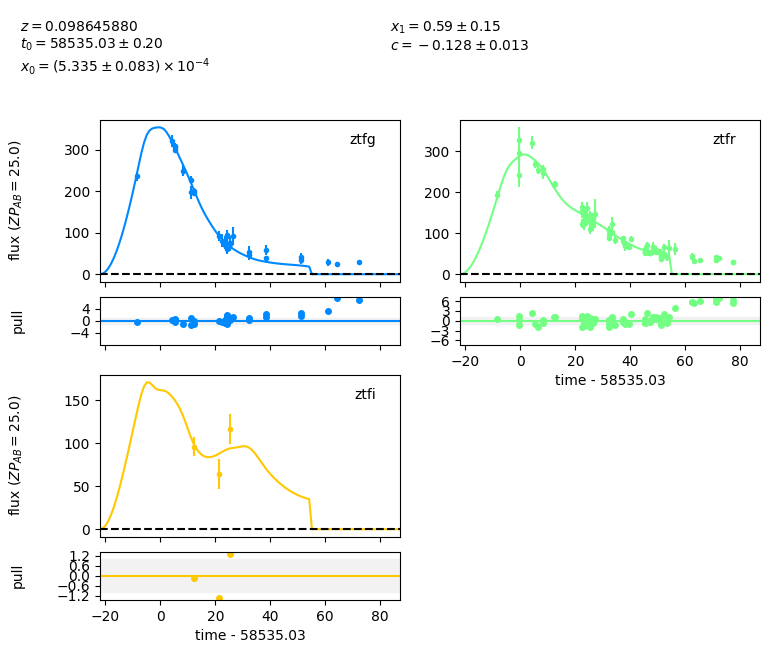 z = 0.098645880
t₀ = 58535.03 ± 0.20
x₀ = (5.335 ± 0.083) × 10⁻⁴
x₁ = 0.59 ± 0.15
c = −0.128 ± 0.013
flux (ZP_AB = 25.0)
ztfg
300
200
100
0
pull
4
0
−4
ztfr
300
200
100
0
6
3
0
−3
−6
−20 0 20 40 60 80
time - 58535.03
flux (ZP_AB = 25.0)
ztfi
150
100
50
0
pull
1.2
0.6
0.0
−0.6
−1.2
−20 0 20 40 60 80
time - 58535.03